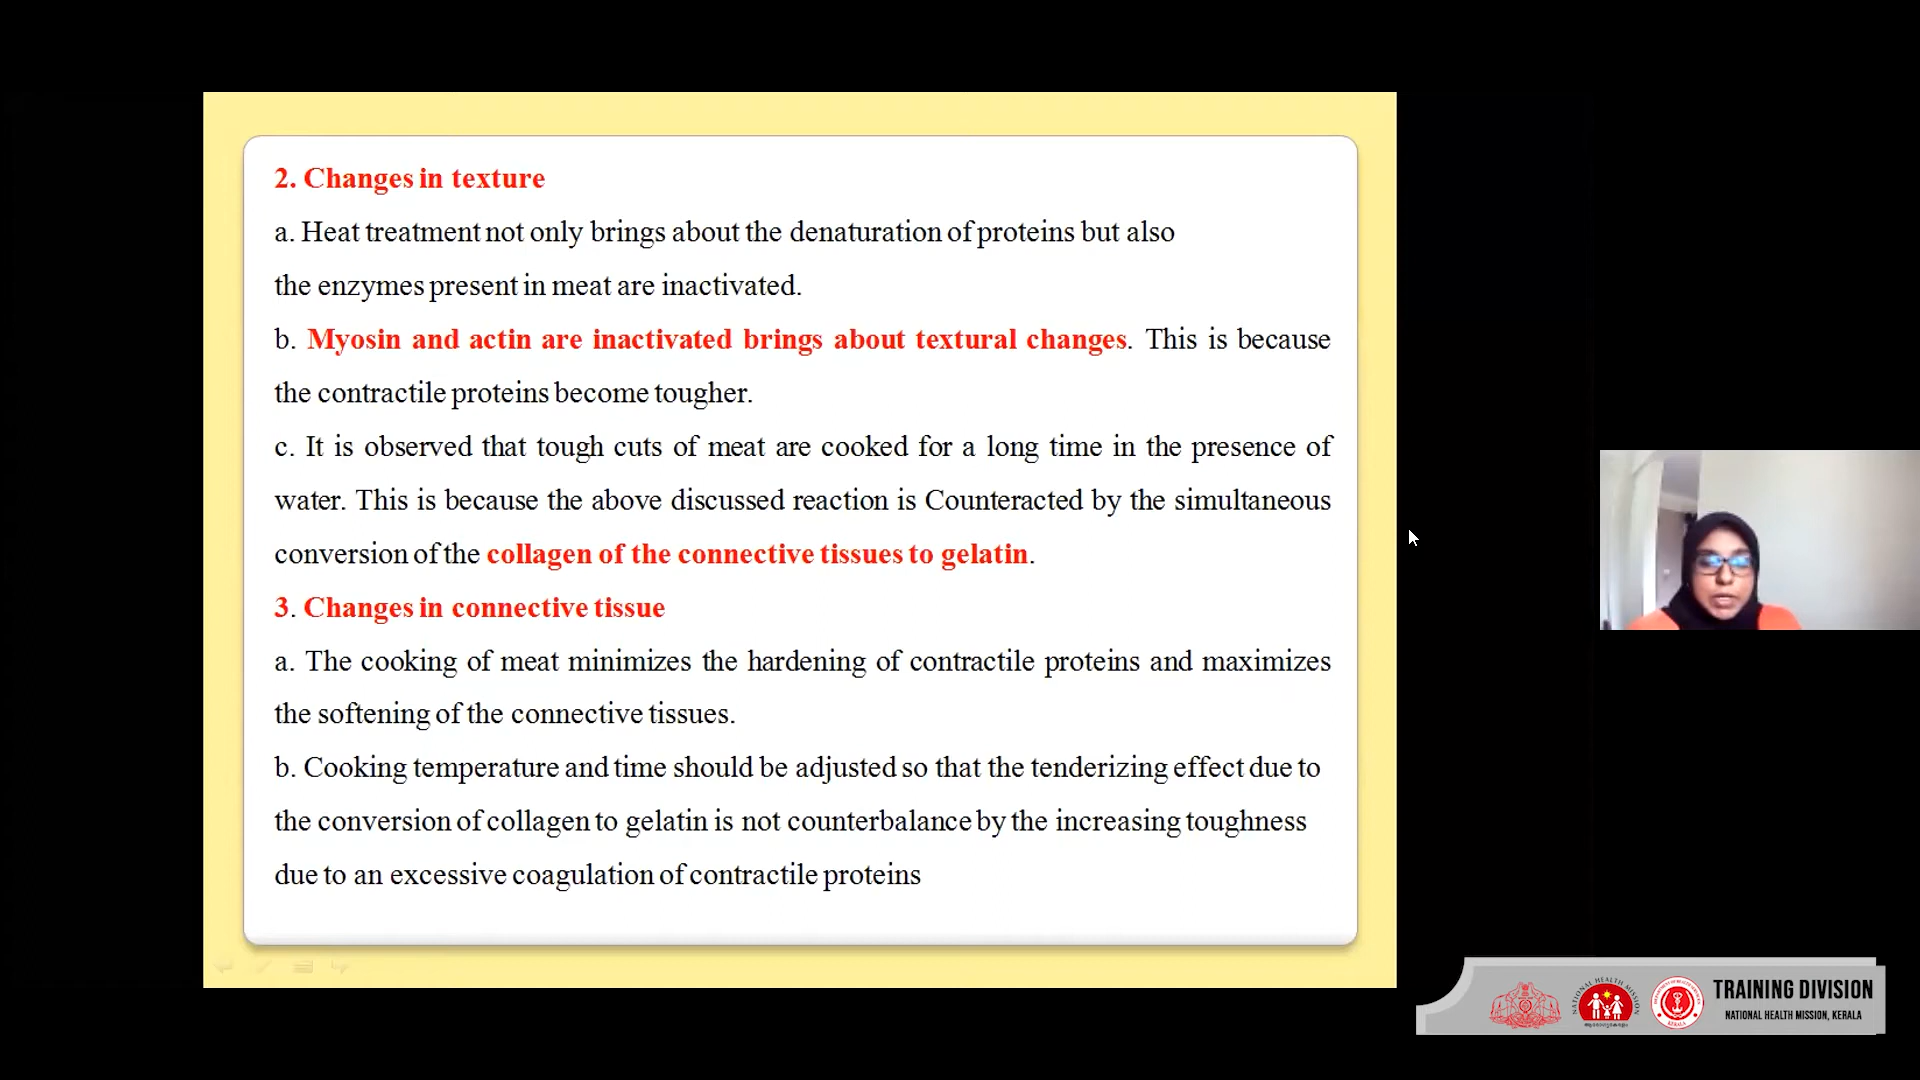 2. Changes in texture
a. Heat treatment not only brings about the denaturation of proteins but also
the enzymes present in meat are inactivated.
b. Myosin and actin are inactivated brings about textural changes. This is because
the contractile proteins become tougher.
c. It is observed that tough cuts of meat are cooked for a long time in the presence of
water. This is because the above discussed reaction is Counteracted by the simultaneous
conversion of the collagen of the connective tissues to gelatin.
3. Changes in connective tissue
a. The cooking of meat minimizes the hardening of contractile proteins and maximizes
the softening of the connective tissues.
b. Cooking temperature and time should be adjusted so that the tenderizing effect due to
the conversion of collagen to gelatin is not counterbalance by the increasing toughness
due to an excessive coagulation of contractile proteins
NATIONAL HEALTH MISSION
TRAINING DIVISION
NATIONAL HEALTH MISSION, KERALA